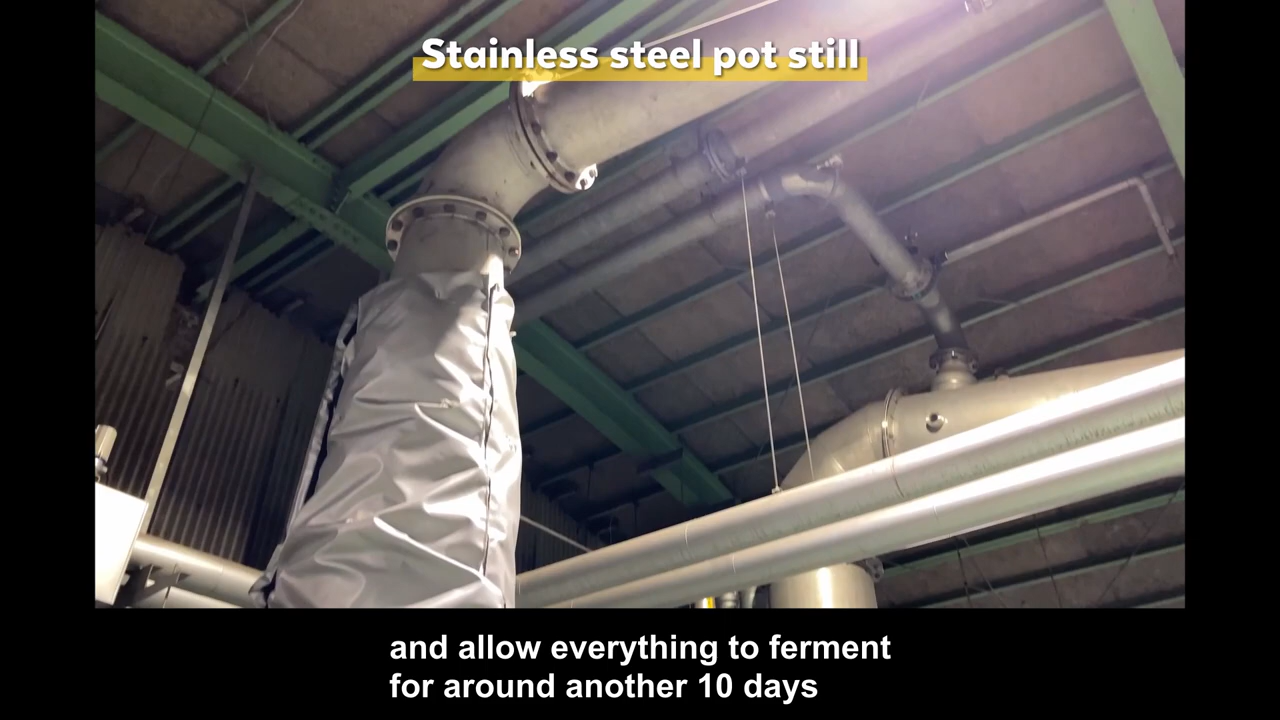 Stainless steel pot still
and allow everything to ferment
for around another 10 days